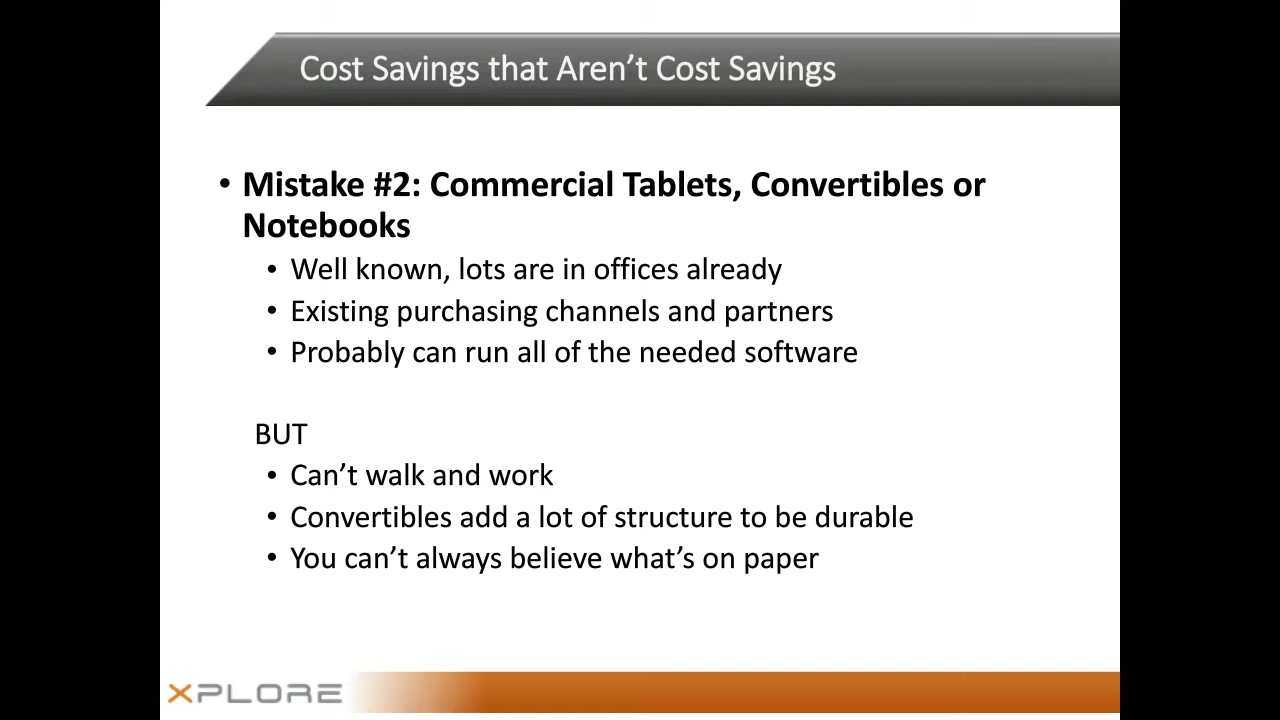 Cost Savings that Aren’t Cost Savings
• Mistake #2: Commercial Tablets, Convertibles or
Notebooks
• Well known, lots are in offices already
• Existing purchasing channels and partners
• Probably can run all of the needed software
BUT
• Can’t walk and work
• Convertibles add a lot of structure to be durable
• You can’t always believe what’s on paper
XPLORE